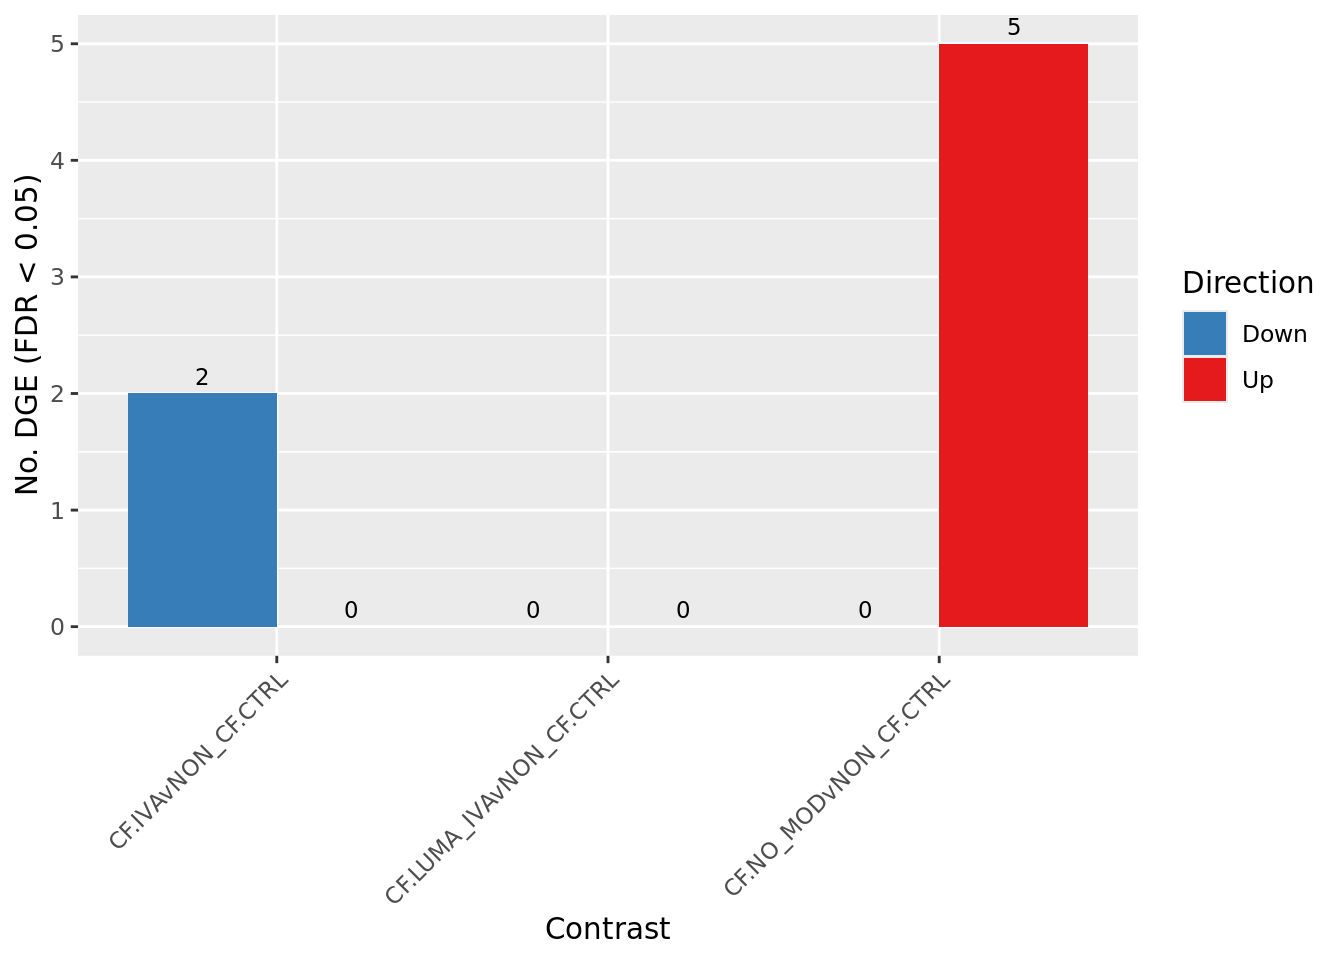 No. DGE (FDR < 0.05)
5
4
3
2
1
0
2
0
0
0
0
5
CF.IVAvNON_CF.CTRL
CF.LUMA_IVAvNON_CF.CTRL
CF.NO_MODvNON_CF.CTRL
Contrast
Direction
Down
Up